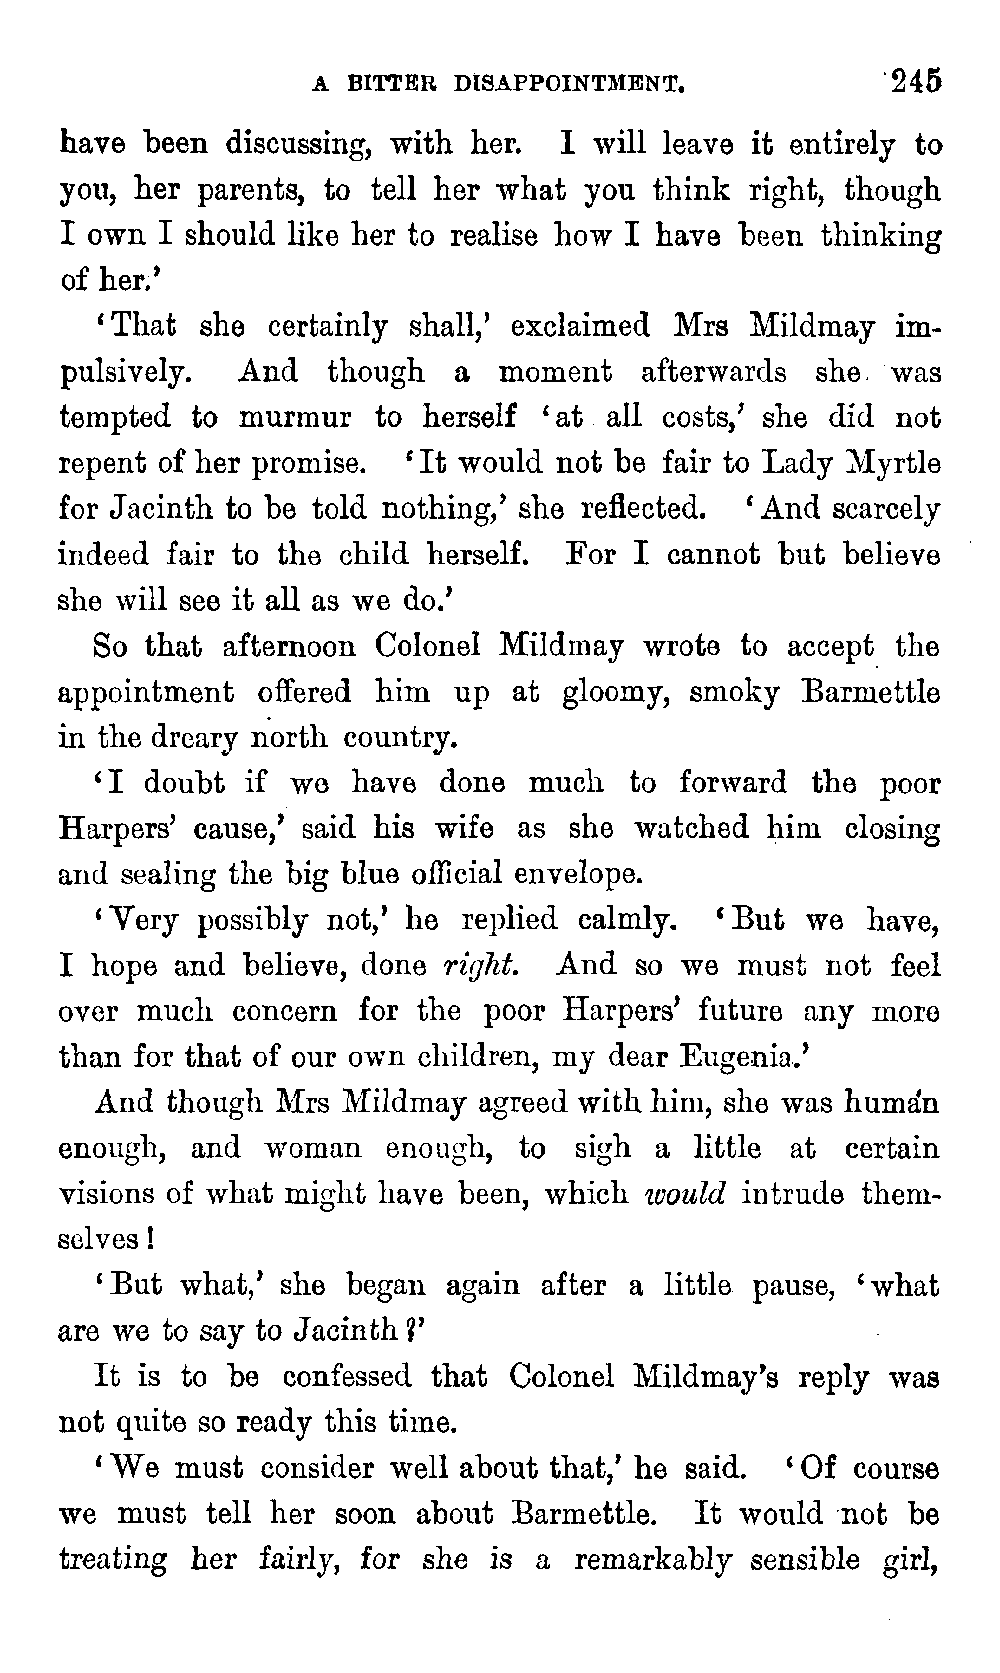 A BITTER DISAPPOINTMENT. 245
have been discussing, with her. I will leave it entirely to
you, her parents, to tell her what you think right, though
I own I should like her to realise how I have been thinking
of her.’
‘That she certainly shall,’ exclaimed Mrs Mildmay im-
pulsively. And though a moment afterwards she was
tempted to murmur to herself ‘at all costs,’ she did not
repent of her promise. ‘It would not be fair to Lady Myrtle
for Jacinth to be told nothing,’ she reflected. ‘And scarcely
indeed fair to the child herself. For I cannot but believe
she will see it all as we do.’
So that afternoon Colonel Mildmay wrote to accept the
appointment offered him up at gloomy, smoky Barmettle
in the dreary north country.
‘I doubt if we have done much to forward the poor
Harpers’ cause,’ said his wife as she watched him closing
and sealing the big blue official envelope.
‘Very possibly not,’ he replied calmly. ‘But we have,
I hope and believe, done right. And so we must not feel
over much concern for the poor Harpers’ future any more
than for that of our own children, my dear Eugenia.’
And though Mrs Mildmay agreed with him, she was human
enough, and woman enough, to sigh a little at certain
visions of what might have been, which would intrude them-
selves!
‘But what,’ she began again after a little pause, ‘what
are we to say to Jacinth?’
It is to be confessed that Colonel Mildmay’s reply was
not quite so ready this time.
‘We must consider well about that,’ he said. ‘Of course
we must tell her soon about Barmettle. It would not be
treating her fairly, for she is a remarkably sensible girl,